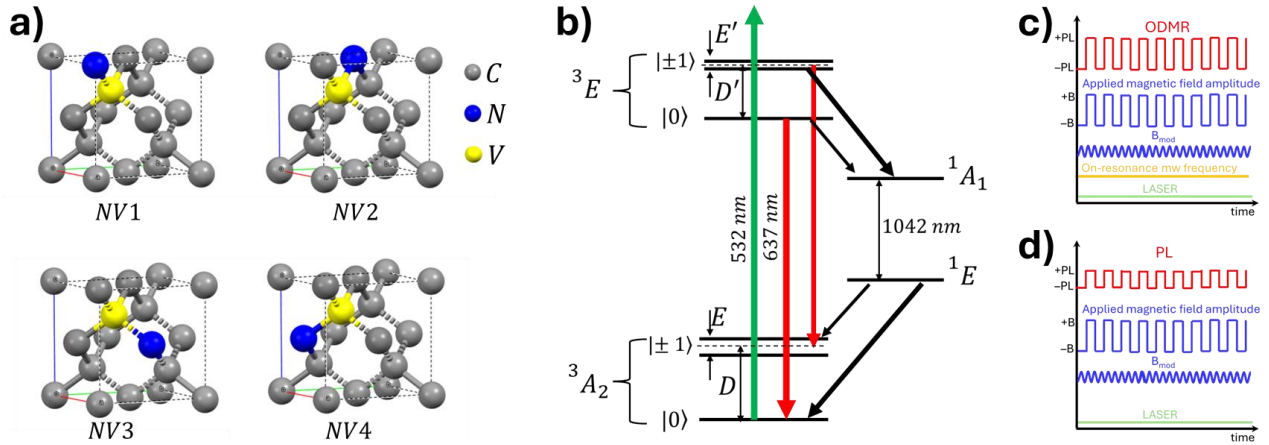 a)
NV1
NV2
C
N
V
NV3
NV4
b)
E′
|±1⟩
³E
D′
|0⟩
¹A₁
532 nm
637 nm
1042 nm
¹E
E
|± 1⟩
³A₂
D
|0⟩
c)
ODMR
+PL
−PL
Applied magnetic field amplitude
+B
−B
Bmod
On-resonance mw frequency
LASER
time
d)
PL
+PL
−PL
Applied magnetic field amplitude
+B
−B
Bmod
LASER
time